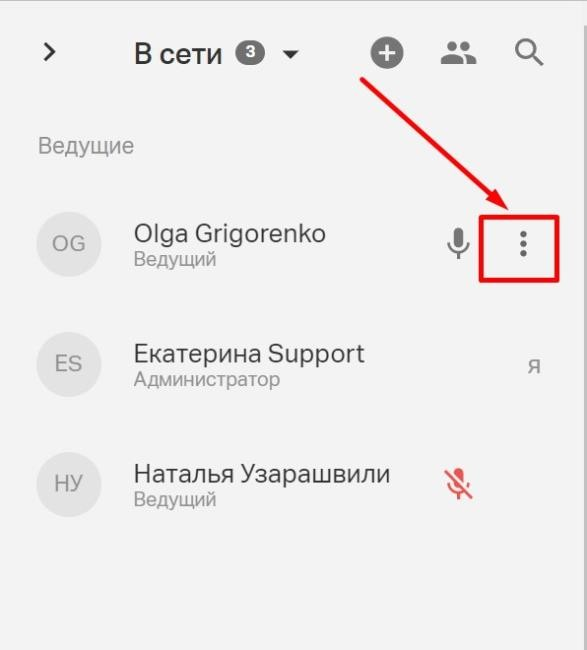 В сети 3
Ведущие
OG
Olga Grigorenko
Ведущий
ES
Екатерина Support
Администратор
я
НУ
Наталья Узарашвили
Ведущий